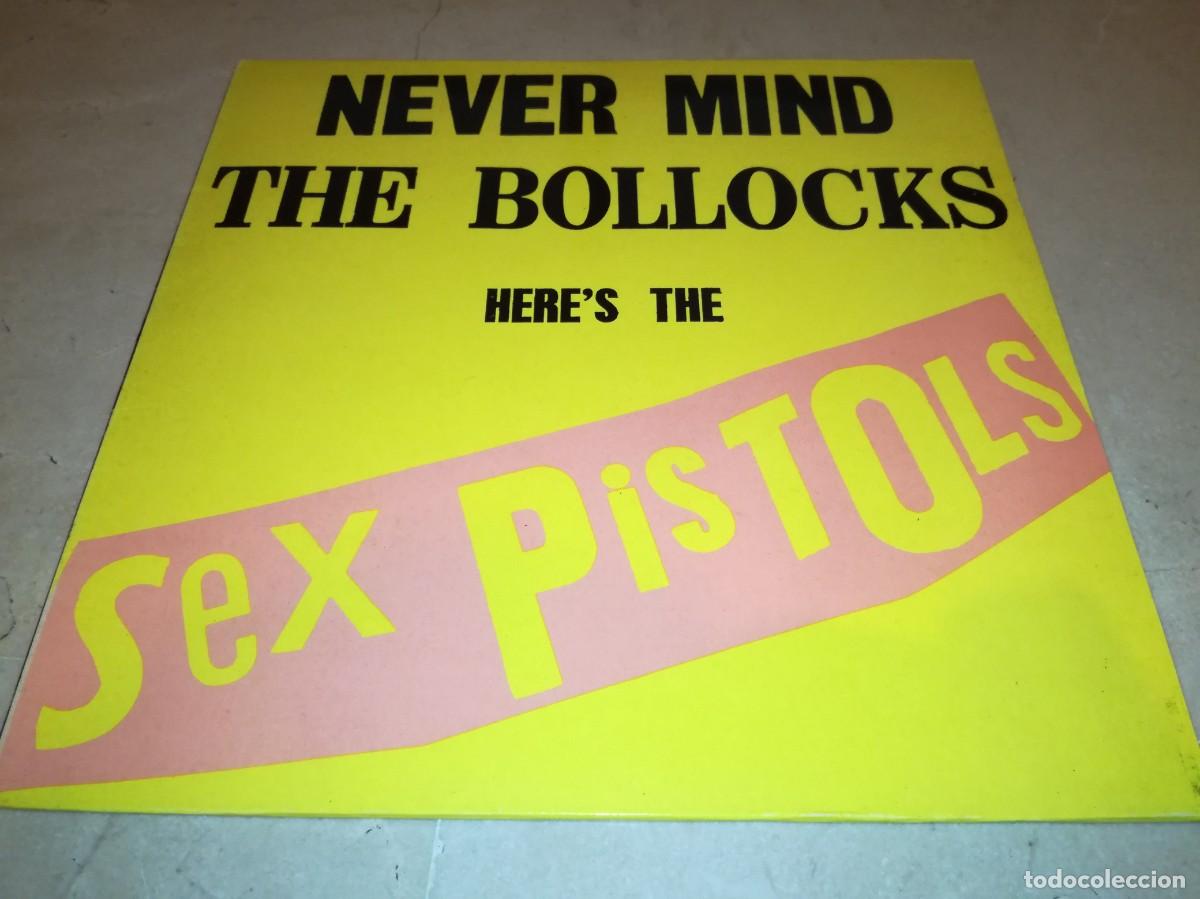 NEVER MIND
THE BOLLOCKS
HERE'S THE
Sex PiSTOLS
todocoleccion